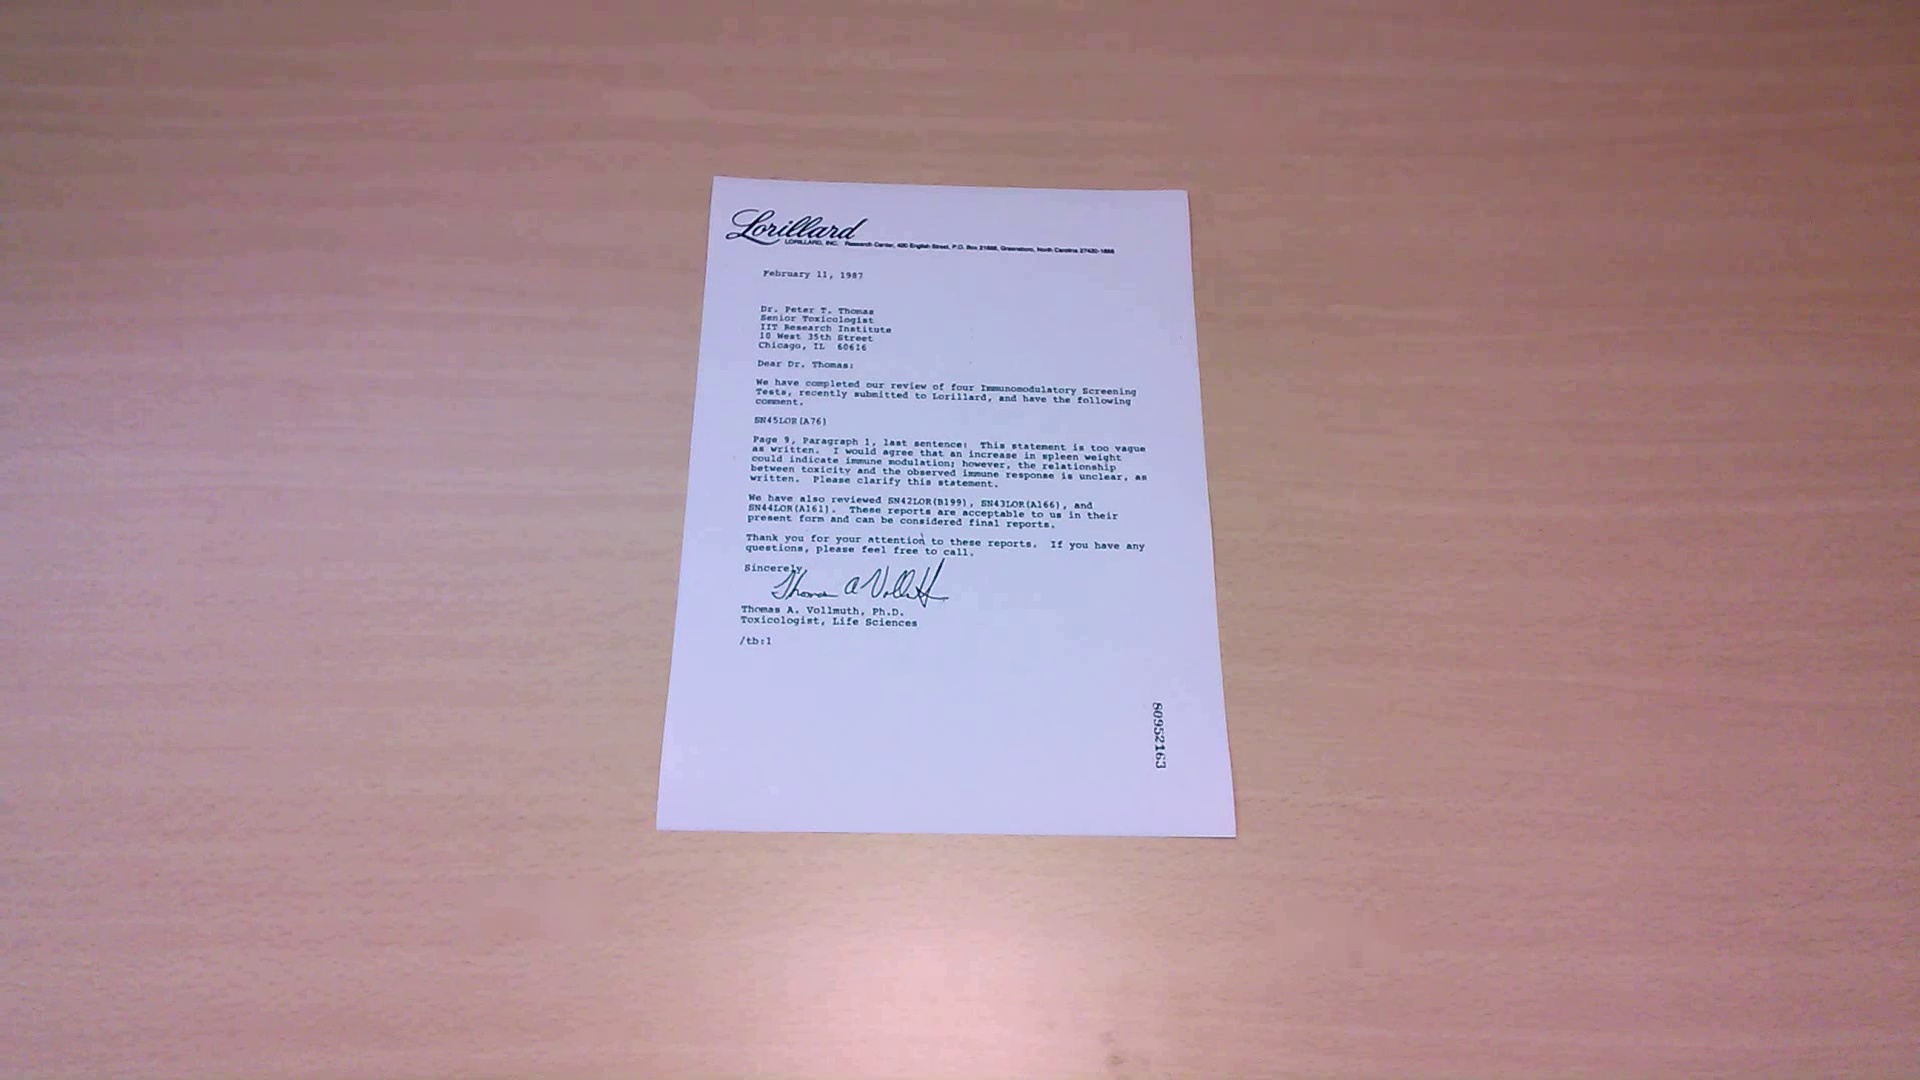 Lorillard
LORILLARD, INC. Research Center, 420 English Street, P.O. Box 21688, Greensboro, North Carolina 27420-1688
February 11, 1987
Dr. Peter T. Thomas
Senior Toxicologist
IIT Research Institute
10 West 35th Street
Chicago, IL 60616
Dear Dr. Thomas:
We have completed our review of four Immunomodulatory Screening
Tests, recently submitted to Lorillard, and have the following
comment.
SN45LOR(A76)
Page 9, Paragraph 1, last sentence: This statement is too vague
as written. I would agree that an increase in spleen weight
could indicate immune modulation; however, the relationship
between toxicity and the observed immune response is unclear, as
written. Please clarify this statement.
We have also reviewed SN42LOR(B199), SN43LOR(A166), and
SN44LOR(A161). These reports are acceptable to us in their
present form and can be considered final reports.
Thank you for your attention to these reports. If you have any
questions, please feel free to call.
Sincerely,
Thomas A Vollmuth
Thomas A. Vollmuth, Ph.D.
Toxicologist, Life Sciences
/tb:l
80952163